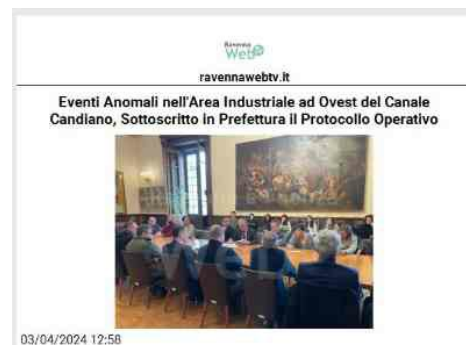 Ravenna
Web
ravennawebtv.it
Eventi Anomali nell'Area Industriale ad Ovest del Canale
Candiano, Sottoscritto in Prefettura il Protocollo Operativo
03/04/2024 12:58